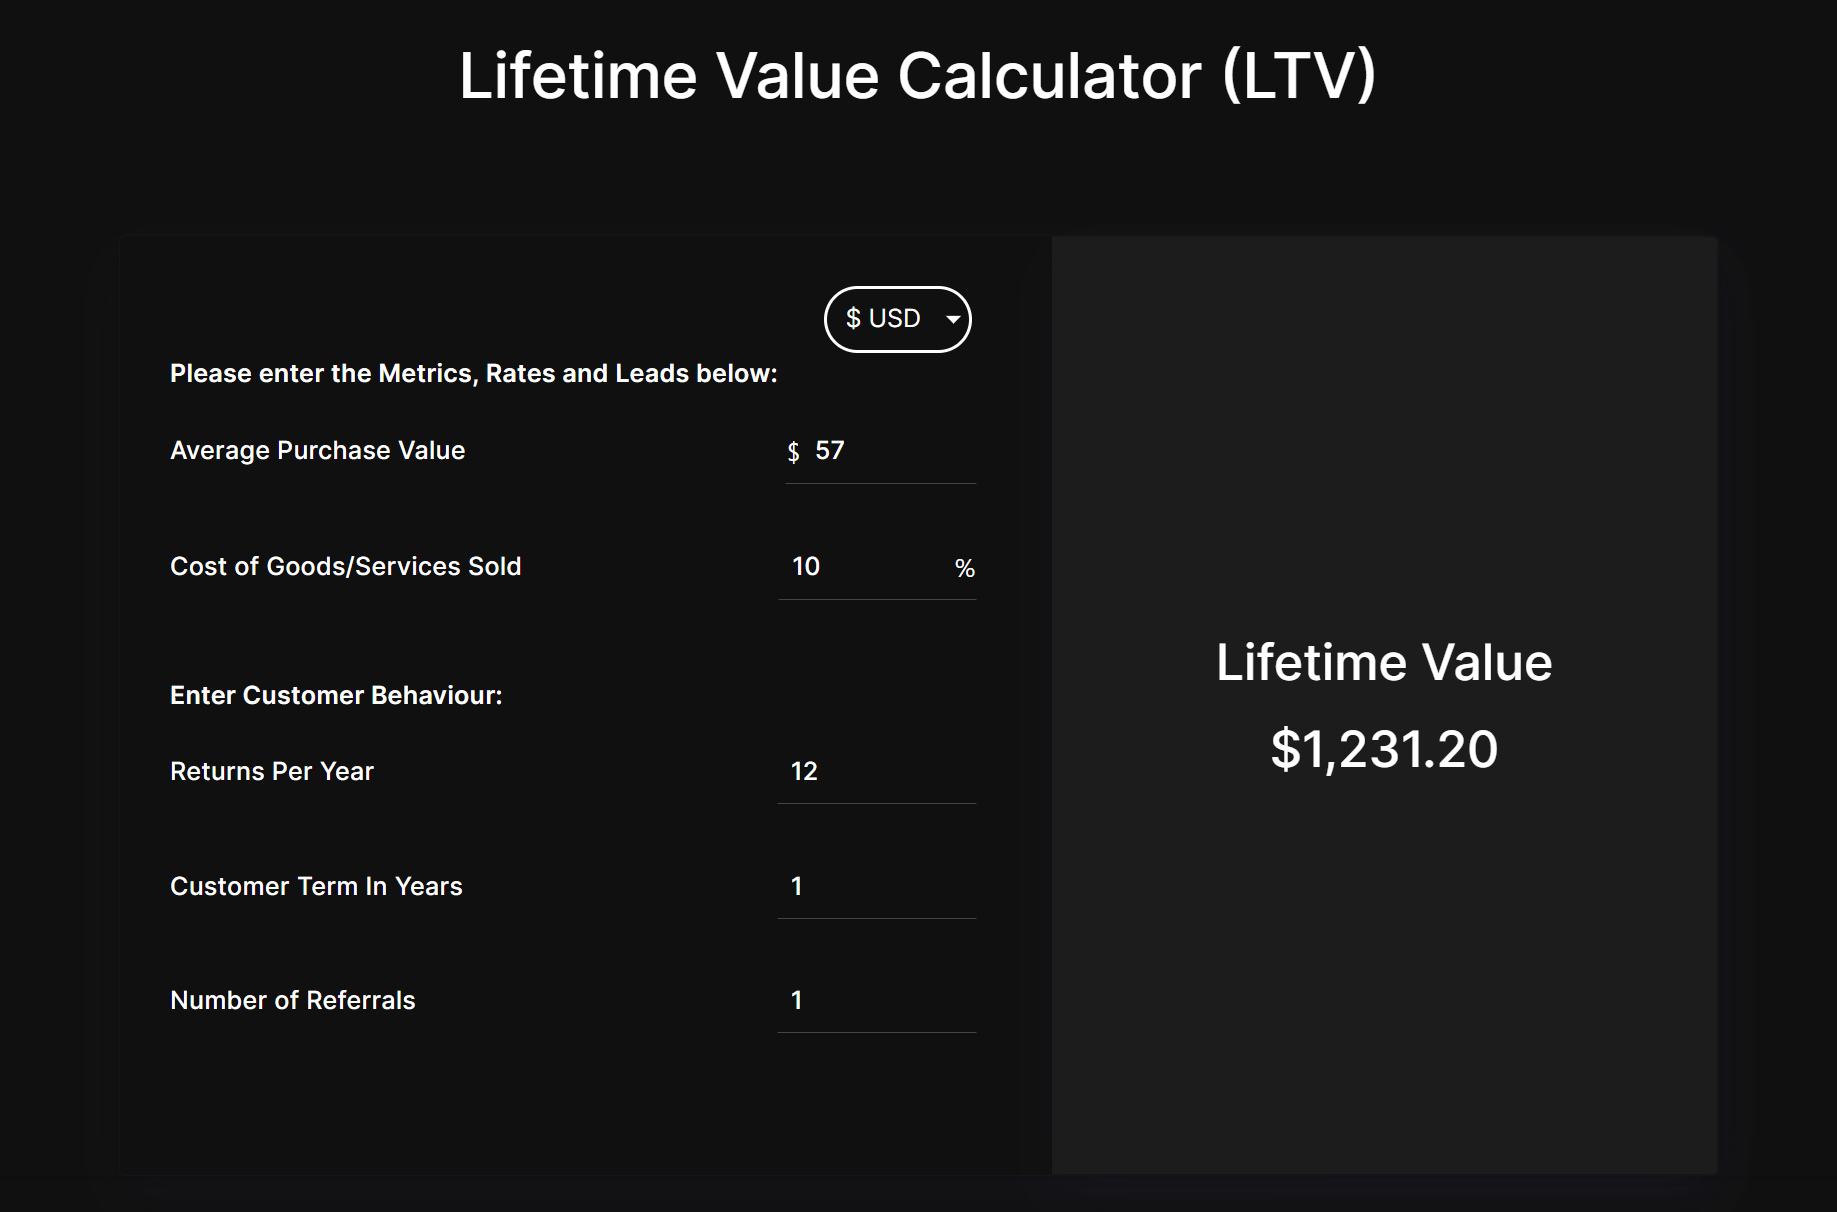 Lifetime Value Calculator (LTV)
$ USD
Please enter the Metrics, Rates and Leads below:
Average Purchase Value $ 57
Cost of Goods/Services Sold 10 %
Enter Customer Behaviour:
Returns Per Year 12
Customer Term In Years 1
Number of Referrals 1
Lifetime Value
$1,231.20